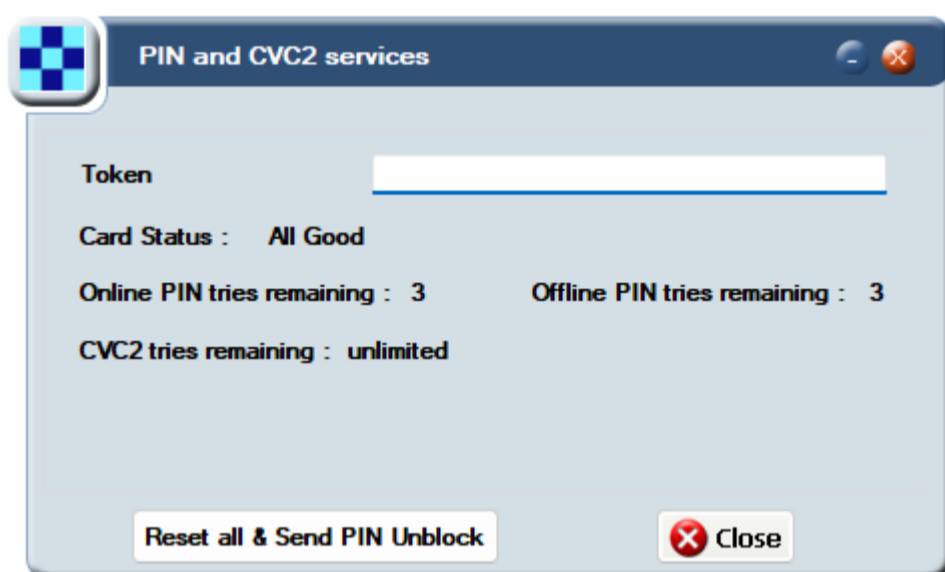 PIN and CVC2 services
Token
Card Status : All Good
Online PIN tries remaining : 3 Offline PIN tries remaining : 3
CVC2 tries remaining : unlimited
Reset all & Send PIN Unblock Close